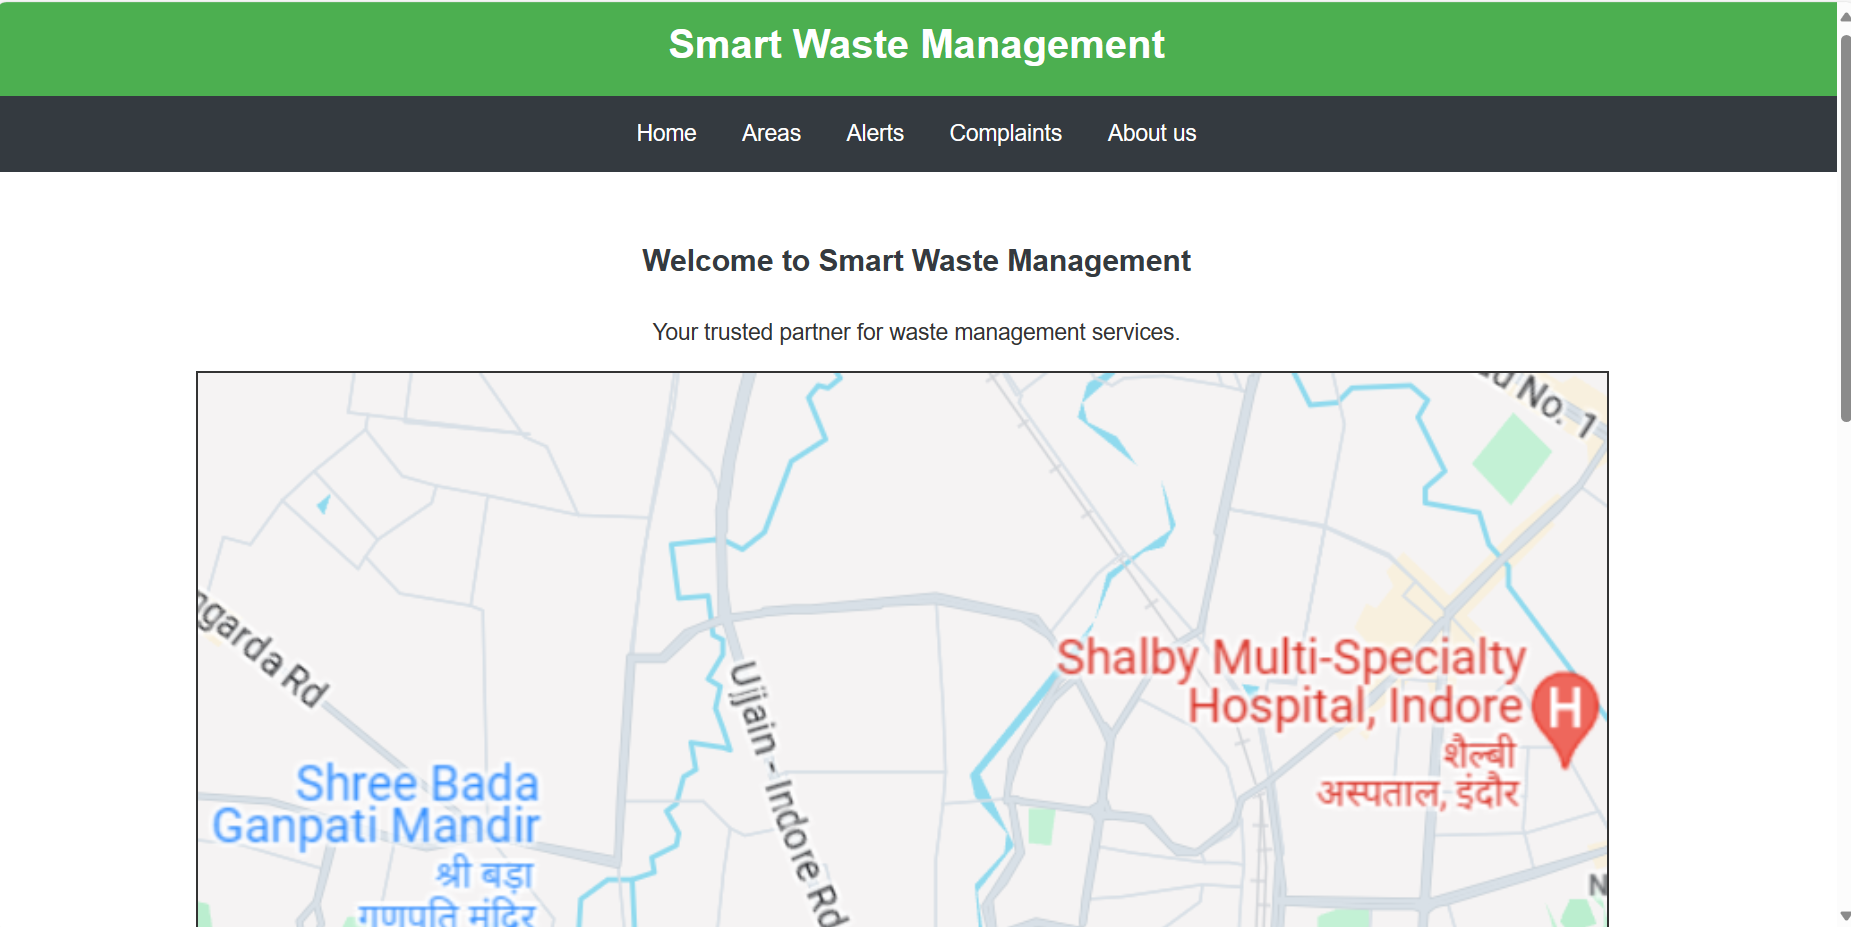 Smart Waste Management
Home Areas Alerts Complaints About us
Welcome to Smart Waste Management
Your trusted partner for waste management services.
No. 1
Rd
Ujjain - Indore Rd
Shalby Multi-Specialty
Hospital, Indore
H
शैल्बी
अस्पताल, इंदौर
Shree Bada
Ganpati Mandir
श्री बड़ा
गणपति मंदिर